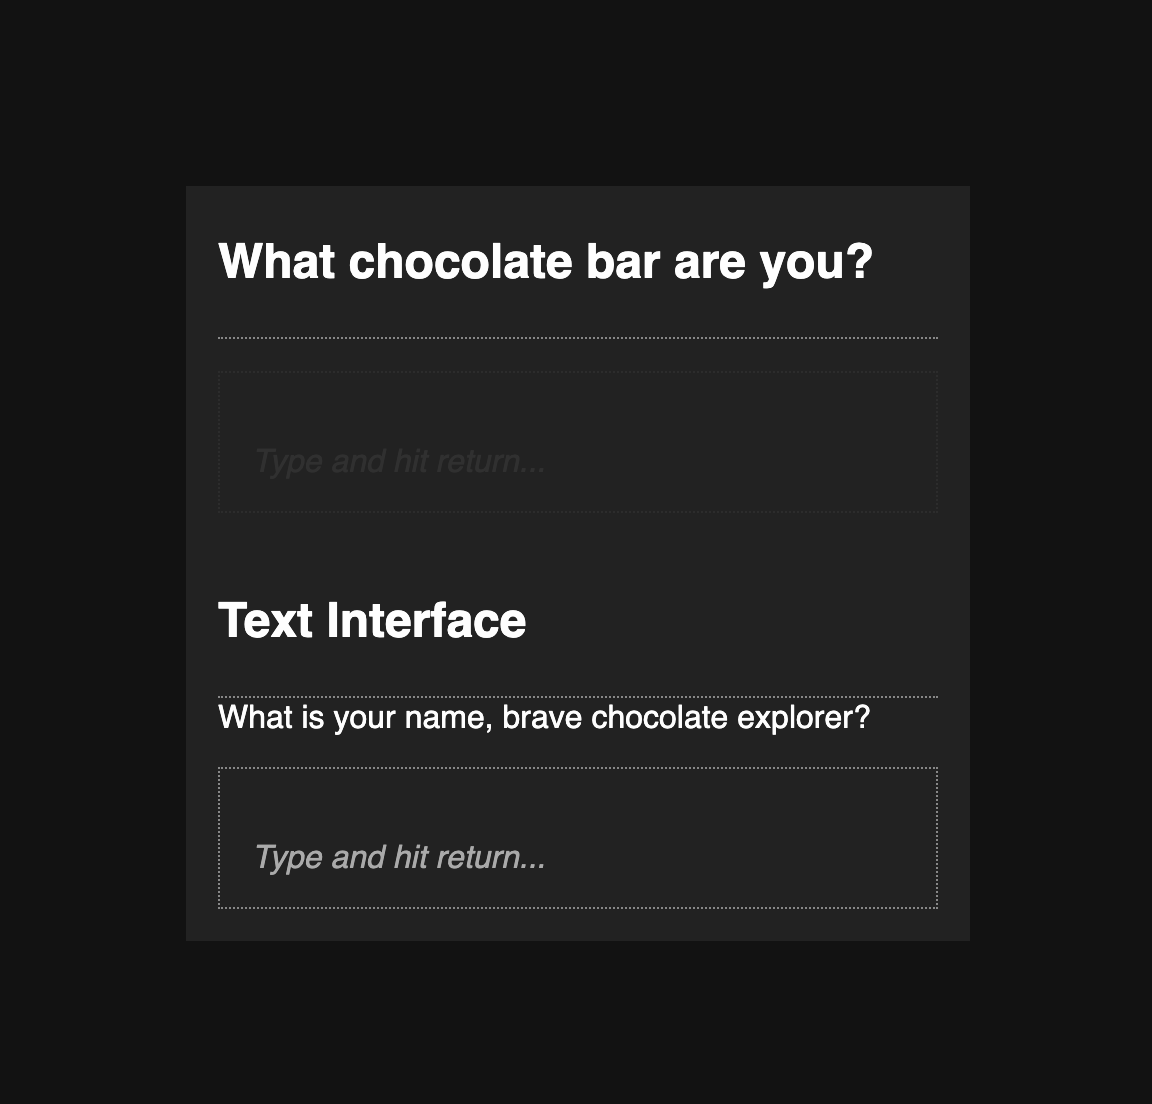 What chocolate bar are you?
Type and hit return...
Text Interface
What is your name, brave chocolate explorer?
Type and hit return...